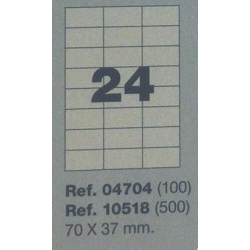 24
Ref. 04704 (100)
Ref. 10518 (500)
70 X 37 mm.